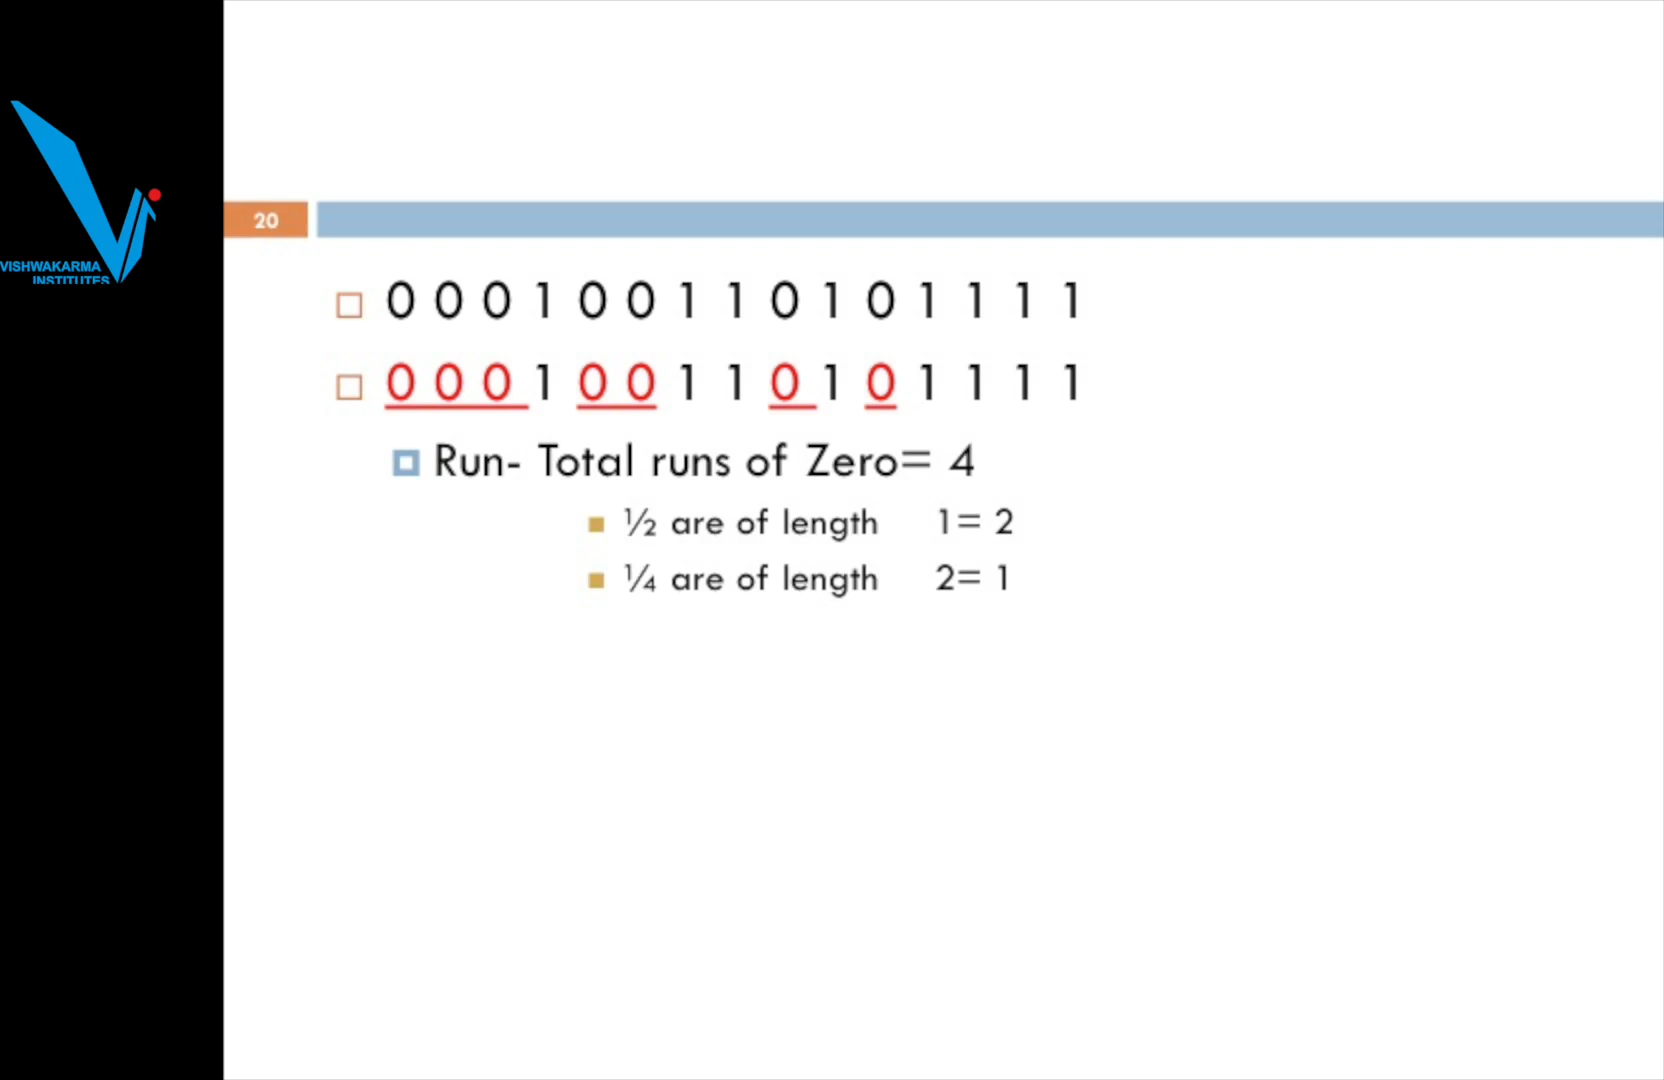 VISHWAKARMA
INSTITUTES
20
0 0 0 1 0 0 1 1 0 1 0 1 1 1 1
0 0 0 1 0 0 1 1 0 1 0 1 1 1 1
Run- Total runs of Zero= 4
½ are of length 1= 2
¼ are of length 2= 1